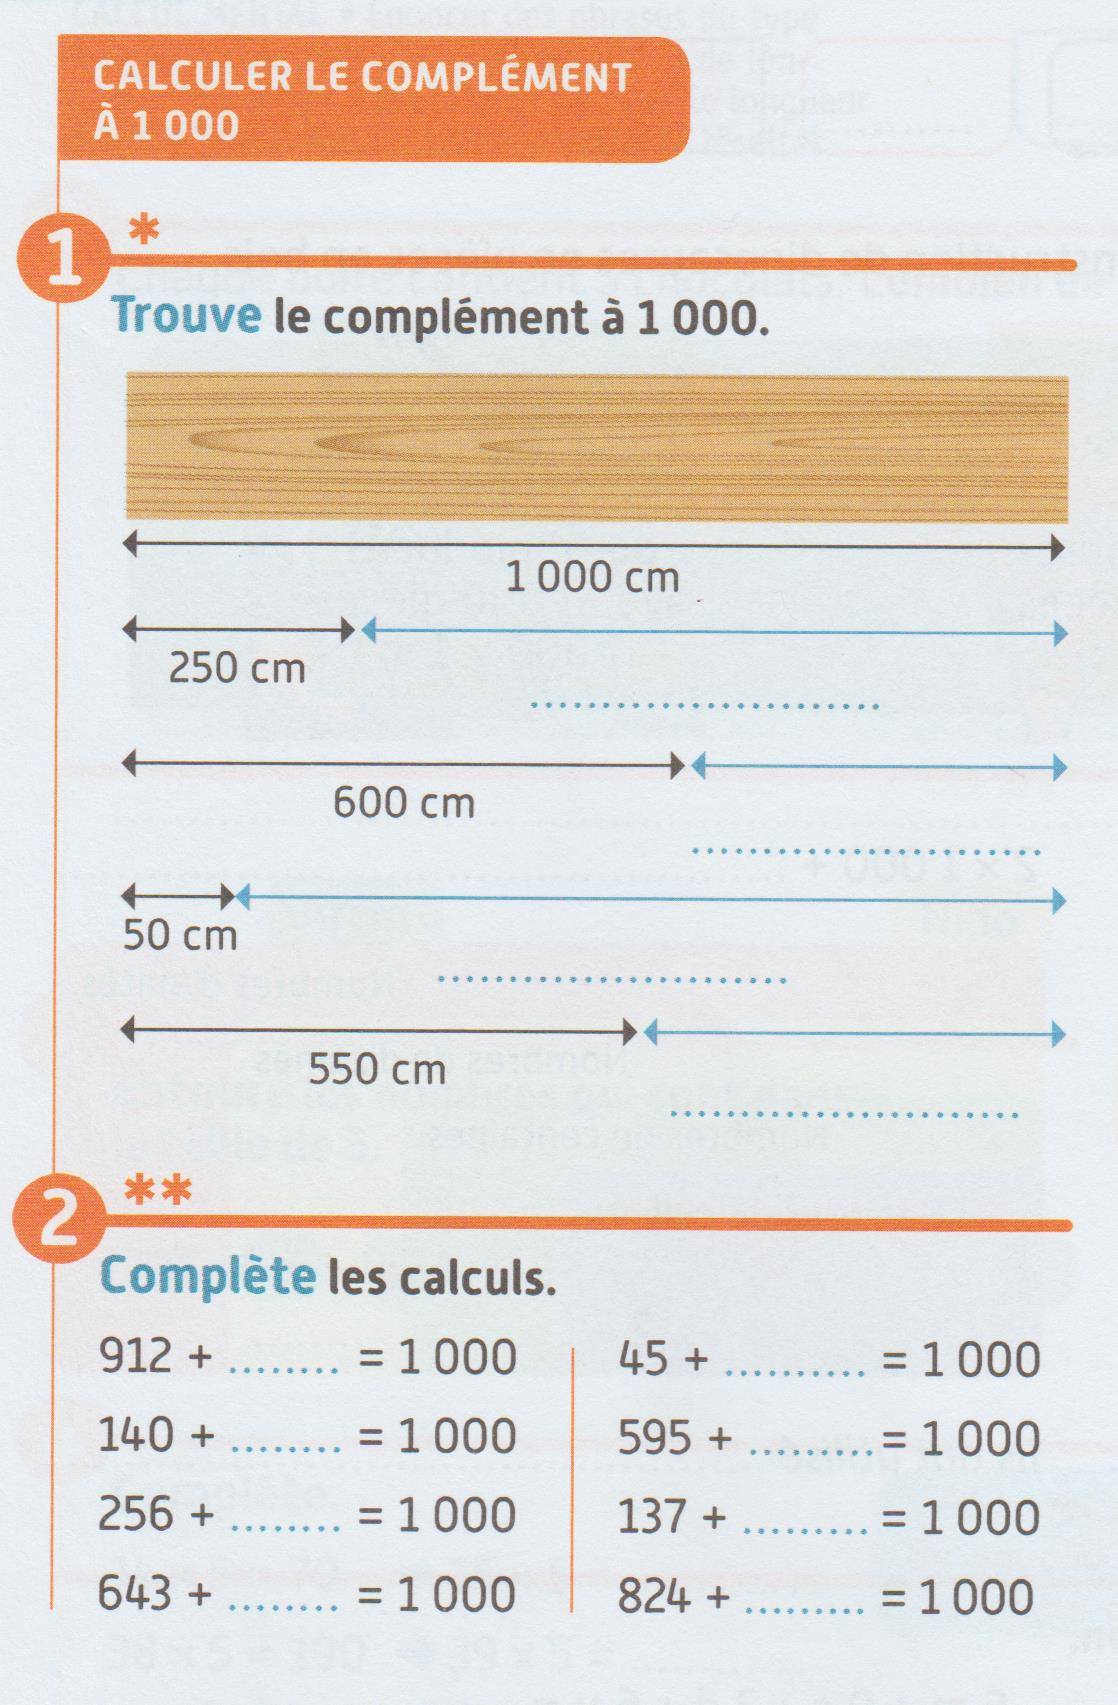 CALCULER LE COMPLÉMENT
À 1 000
1 *
Trouve le complément à 1 000.
1 000 cm
250 cm
........................
600 cm
........................
50 cm
........................
550 cm
........................
2 **
Complète les calculs.
912 + ........ = 1 000
140 + ........ = 1 000
256 + ........ = 1 000
643 + ........ = 1 000
45 + .......... = 1 000
595 + ......... = 1 000
137 + ......... = 1 000
824 + ......... = 1 000